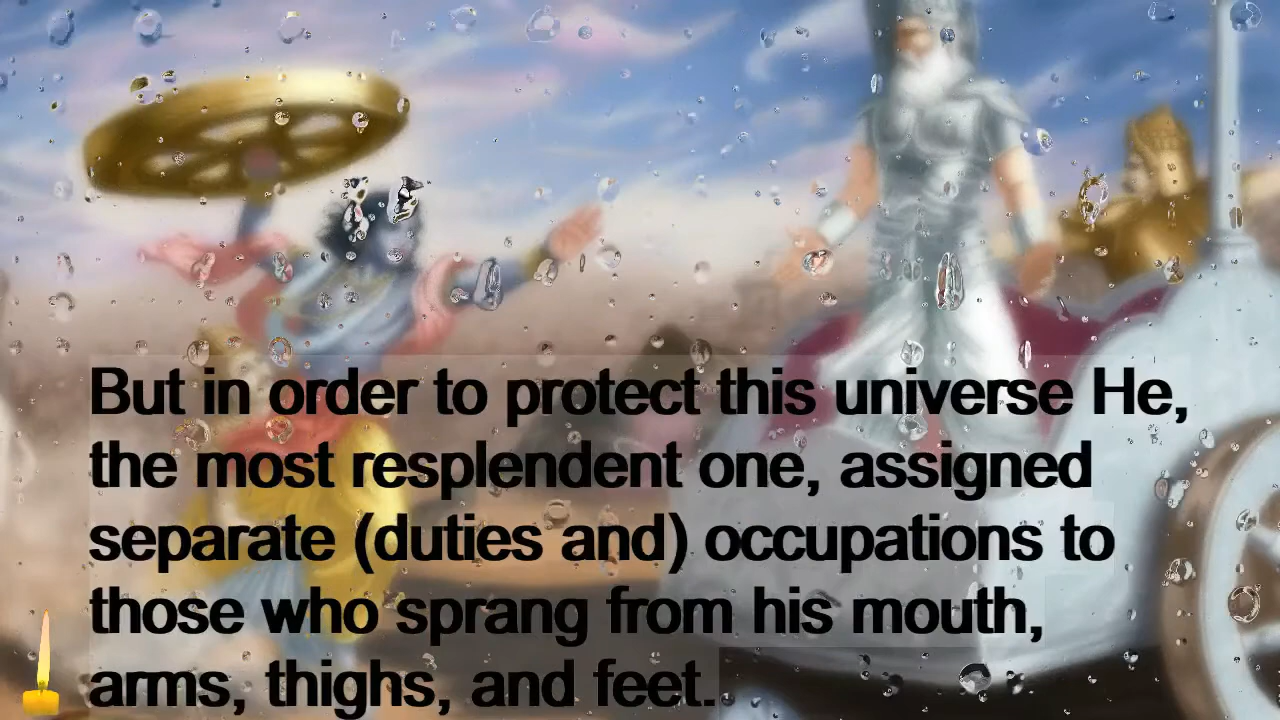 But in order to protect this universe He,
the most resplendent one, assigned
separate (duties and) occupations to
those who sprang from his mouth,
arms, thighs, and feet.